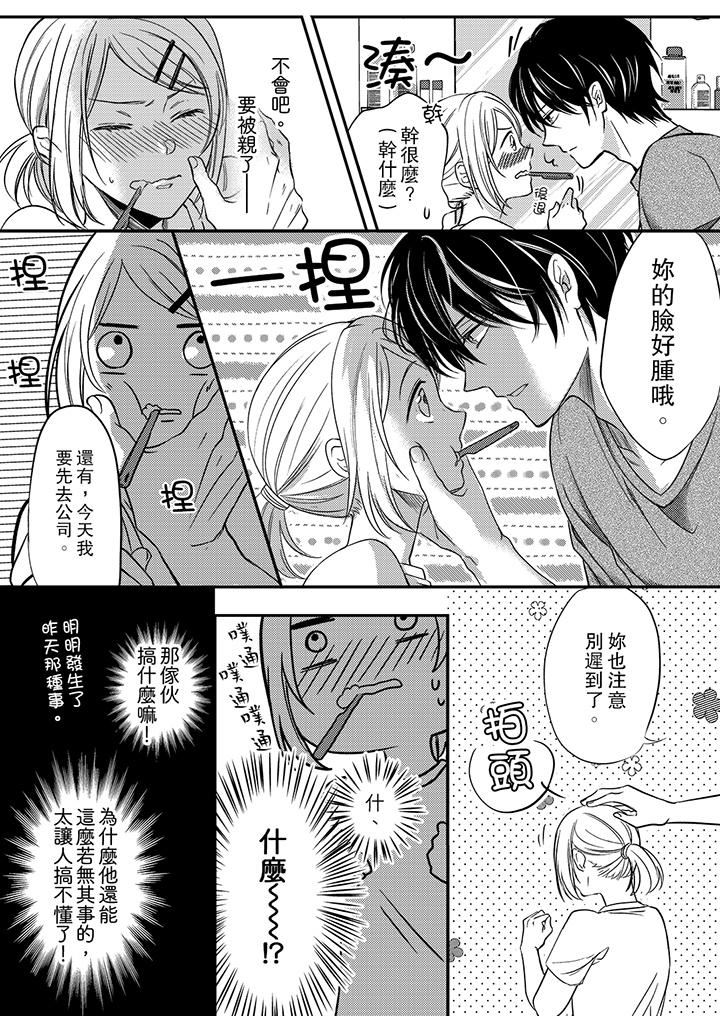 湊～
幹
幹很麼？
（幹什麼）
後退
不會吧。
要被親了——
妳的臉好腫哦。
一捏
捏
捏
捏
還有，今天我
要先去公司。
妳也注意
別遲到了。
拍頭
噗通
噗通
噗通
什、
什麼～～～!?
那傢伙
搞什麼嘛！
明明發生了
昨天那種事。
為什麼他還能
這麼若無其事的，
太讓人搞不懂了！